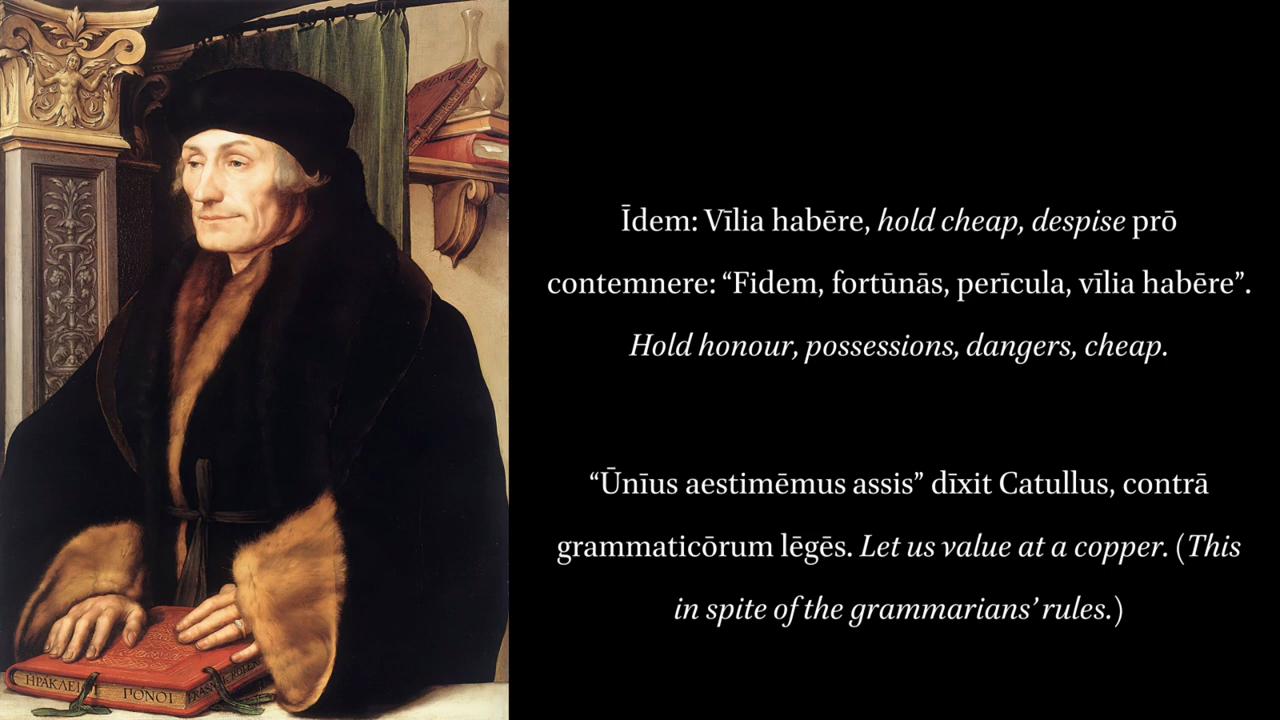 Īdem: Vīlia habēre, hold cheap, despise prō
contemnere: “Fidem, fortūnās, perīcula, vīlia habēre”.
Hold honour, possessions, dangers, cheap.
“Ūnīus aestimēmus assis” dīxit Catullus, contrā
grammaticōrum lēgēs. Let us value at a copper. (This
in spite of the grammarians’ rules.)
ΗΡΑΚΛΕΙ ΠΟΝΟΙ